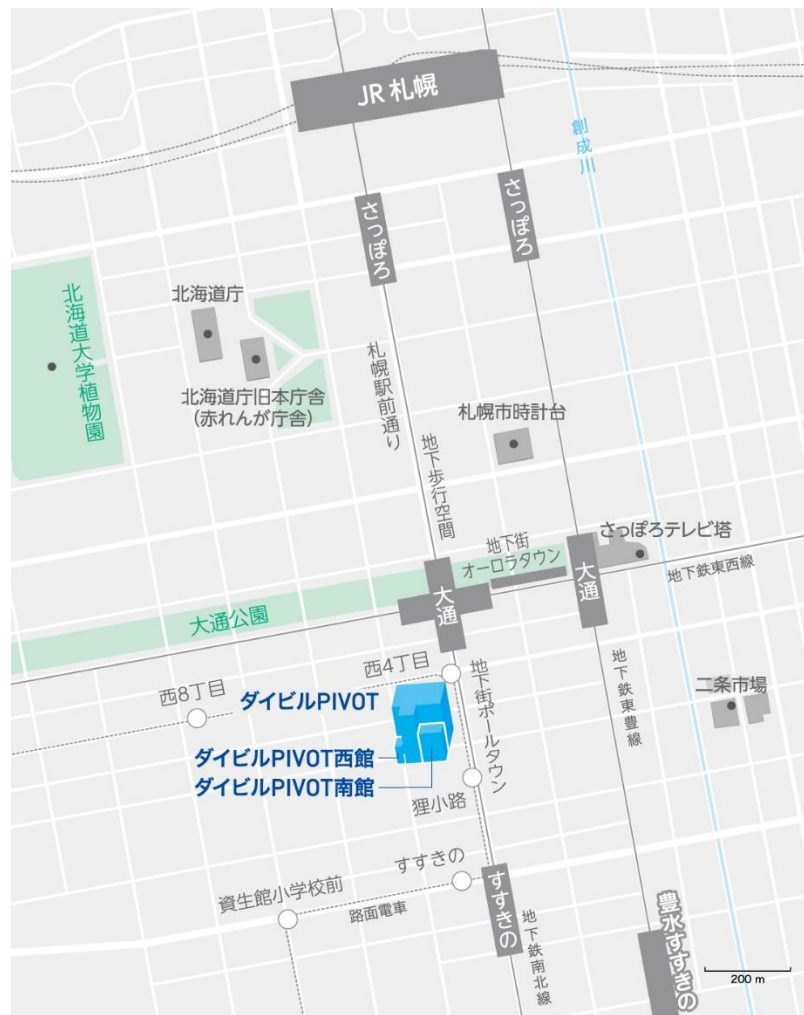 JR 札幌
創成川
さっぽろ
さっぽろ
北海道大学植物園
北海道庁
北海道庁旧本庁舎
(赤れんが庁舎)
札幌駅前通り
地下歩行空間
札幌市時計台
地下街
オーロラタウン
さっぽろテレビ塔
大通
大通
地下鉄東西線
大通公園
西4丁目
西8丁目
ダイビルPIVOT
ダイビルPIVOT西館
ダイビルPIVOT南館
地下街ポールタウン
地下鉄東豊線
二条市場
狸小路
すすきの
資生館小学校前
路面電車
すすきの
地下鉄南北線
豊水すすきの
200 m